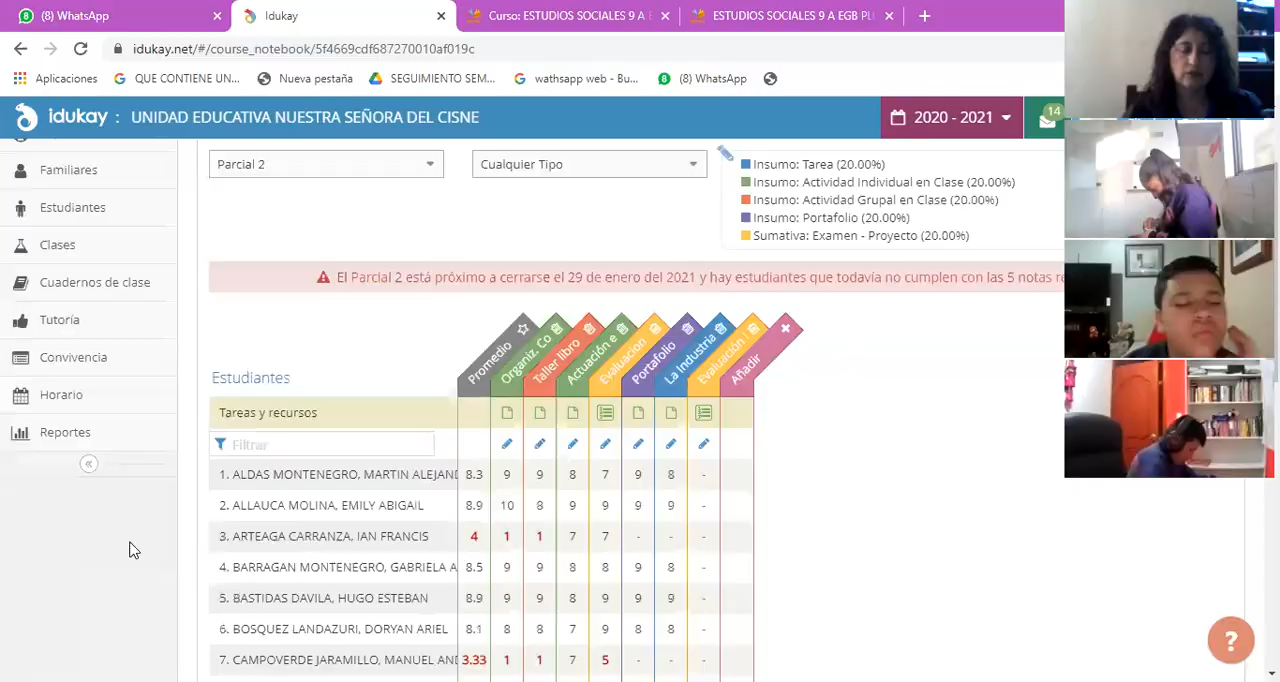 (8) WhatsApp
Idukay
Curso: ESTUDIOS SOCIALES 9 A E
ESTUDIOS SOCIALES 9 A EGB PL
idukay.net/#/course_notebook/5f4669cdf687270010af019c
Aplicaciones
QUE CONTIENE UN...
Nueva pestaña
SEGUIMIENTO SEM...
wathsapp web - Bu...
(8) WhatsApp
idukay : UNIDAD EDUCATIVA NUESTRA SEÑORA DEL CISNE
2020 - 2021
14
Familiares
Estudiantes
Clases
Cuadernos de clase
Tutoría
Convivencia
Horario
Reportes
Parcial 2
Cualquier Tipo
Insumo: Tarea (20.00%)
Insumo: Actividad Individual en Clase (20.00%)
Insumo: Actividad Grupal en Clase (20.00%)
Insumo: Portafolio (20.00%)
Sumativa: Examen - Proyecto (20.00%)
El Parcial 2 está próximo a cerrarse el 29 de enero del 2021 y hay estudiantes que todavía no cumplen con las 5 notas re
Promedio
Organiz. Co
Taller libro
Actuación e
Evaluacion
Portafolio
La Industria
Evaluación
Añadir
Estudiantes
Tareas y recursos
Filtrar
1. ALDAS MONTENEGRO, MARTIN ALEJAND 8.3 9 9 8 7 9 8 -
2. ALLAUCA MOLINA, EMILY ABIGAIL 8.9 10 8 9 9 9 9 -
3. ARTEAGA CARRANZA, IAN FRANCIS 4 1 1 7 7 - - -
4. BARRAGAN MONTENEGRO, GABRIELA A 8.5 9 9 8 8 9 8 -
5. BASTIDAS DAVILA, HUGO ESTEBAN 8.9 9 9 8 9 9 9 -
6. BOSQUEZ LANDAZURI, DORYAN ARIEL 8.1 8 8 7 9 8 8 -
7. CAMPOVERDE JARAMILLO, MANUEL AND 3.33 1 1 7 5 - - -
?